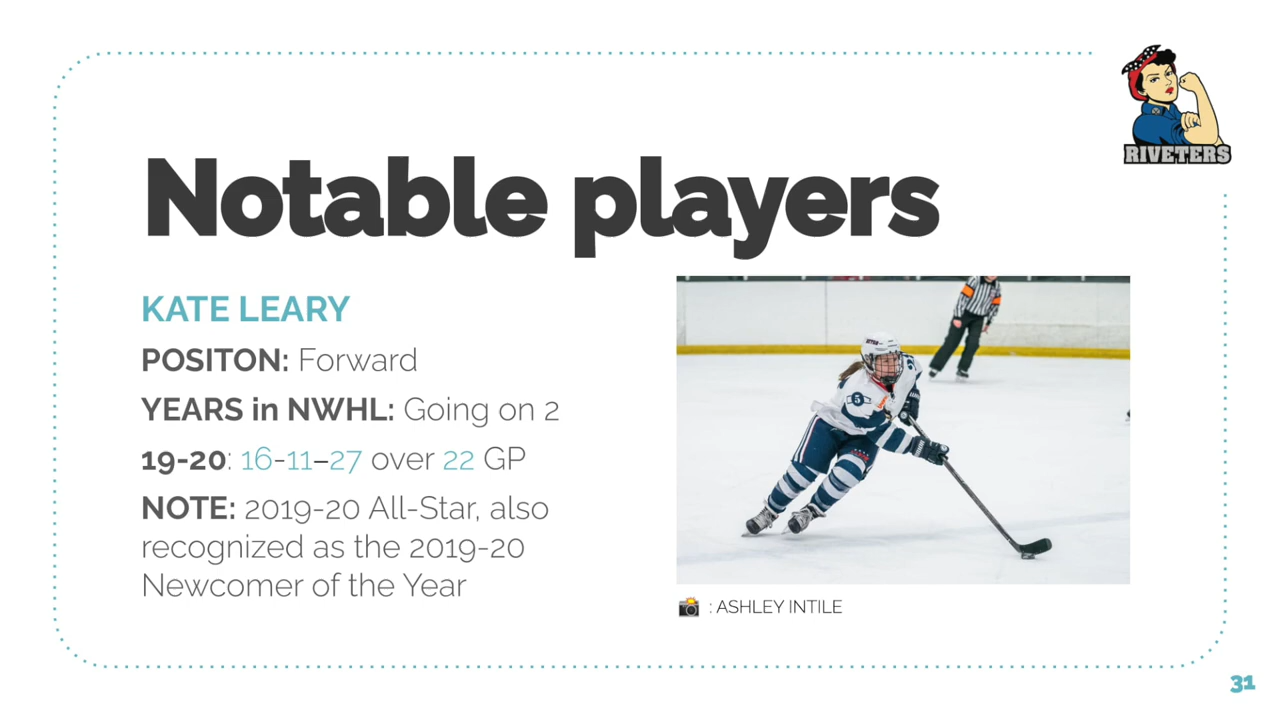 RIVETERS
Notable players
KATE LEARY
POSITON: Forward
YEARS in NWHL: Going on 2
19-20: 16-11–27 over 22 GP
NOTE: 2019-20 All-Star, also
recognized as the 2019-20
Newcomer of the Year
5
: ASHLEY INTILE
31